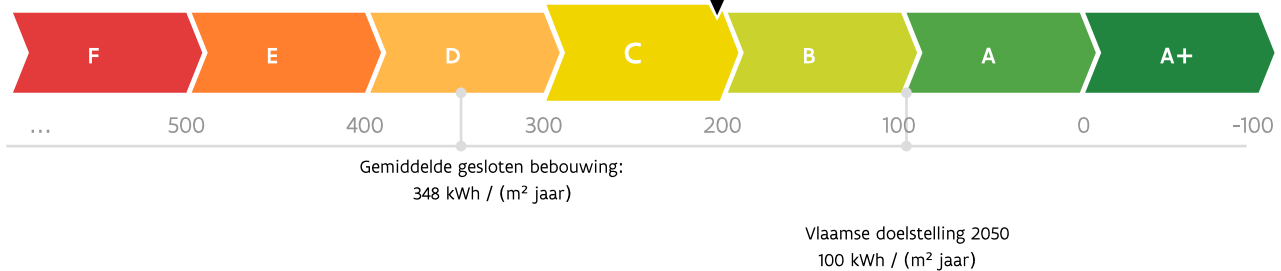 F E D C B A A+
... 500 400 300 200 100 0 -100
Gemiddelde gesloten bebouwing:
348 kWh / (m² jaar)
Vlaamse doelstelling 2050
100 kWh / (m² jaar)